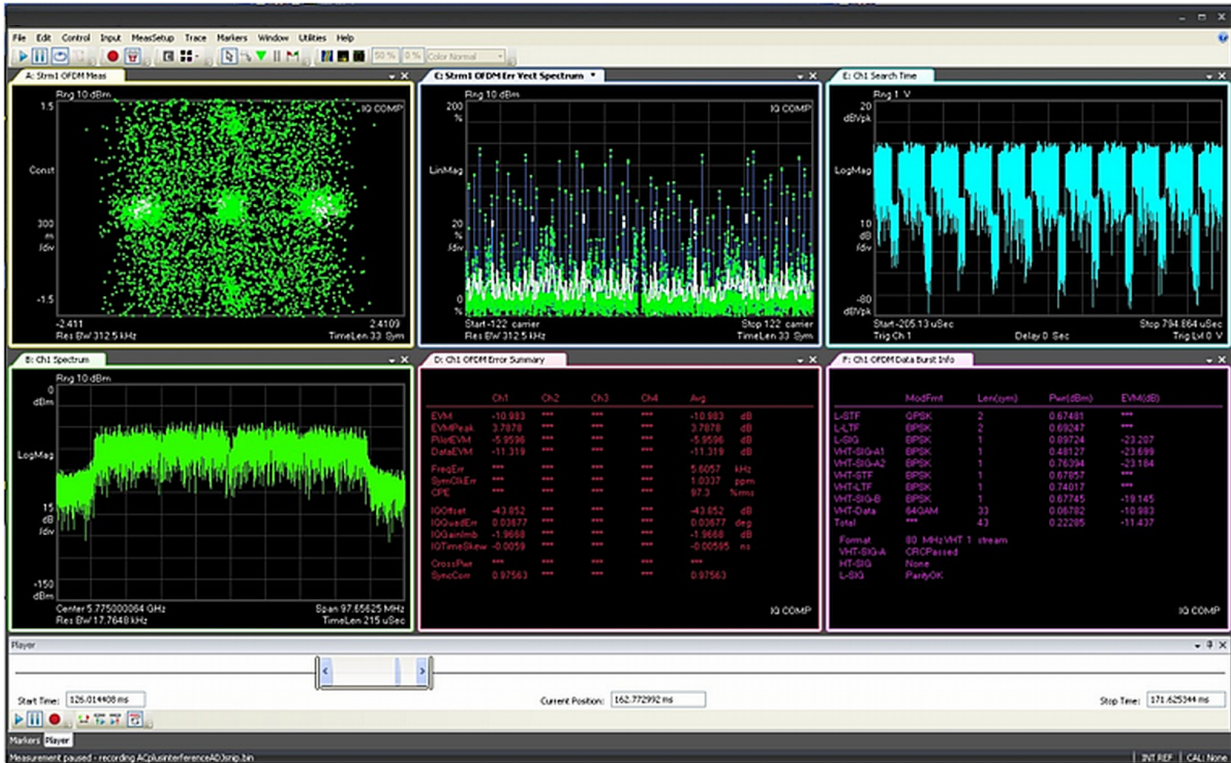 File Edit Control Input MeasSetup Trace Markers Window Utilities Help
50 % 0 % Color Normal
A: Strm1 OFDM Meas
Rng 10 dBm
1.5
IQ COMP
Const
300
m
/div
-1.5
-2.411 2.4109
Res BW 312.5 kHz TimeLen 33 Sym
C: Strm1 OFDM Err Vect Spectrum *
Rng 10 dBm
200
%
IQ COMP
LinMag
20
%
/div
0
%
Start -122 carrier Stop 122 carrier
Res BW 312.5 kHz TimeLen 33 Sym
E: Ch1 Search Time
Rng 1 V
20
dBVpk
LogMag
10
dB
/div
-80
dBVpk
Start -205.13 uSec Stop 794.664 uSec
Trig Ch1 Delay 0 Sec Trig Lvl 0 V
B: Ch1 Spectrum
Rng 10 dBm
0
dBm
LogMag
15
dB
/div
-150
dBm
Center 5.775000064 GHz Span 97.65625 MHz
Res BW 17.7648 kHz TimeLen 215 uSec
D: Ch1 OFDM Error Summary
Ch1 Ch2 Ch3 Ch4 Avg
EVM -10.983 *** *** *** -10.983 dB
EVMPeak 3.7878 *** *** *** 3.7878 dB
PilotEVM -5.9596 *** *** *** -5.9596 dB
DataEVM -11.319 *** *** *** -11.319 dB
FreqErr *** *** *** *** 5.6057 kHz
SymClkErr *** *** *** *** 1.0337 ppm
CPE *** *** *** *** 97.3 %rms
IQOffset -43.852 *** *** *** -43.852 dB
IQQuadErr 0.03677 *** *** *** 0.03677 deg
IQGainImb -1.9668 *** *** *** -1.9668 dB
IQTimeSkew -0.0059 *** *** *** -0.00595 ns
CrossPwr *** *** *** *** ***
SyncCorr 0.97563 *** *** *** 0.97563
IQ COMP
F: Ch1 OFDM Data Burst Info
ModFmt Len(sym) Pwr(dBm) EVM(dB)
L-STF QPSK 2 0.67481 ***
L-LTF BPSK 2 0.69247 ***
L-SIG BPSK 1 0.89724 -23.207
VHT-SIG-A1 BPSK 1 0.48127 -23.699
VHT-SIG-A2 BPSK 1 0.76394 -23.184
VHT-STF BPSK 1 0.67857 ***
VHT-LTF BPSK 1 0.74017 ***
VHT-SIG-B BPSK 1 0.67745 -19.145
VHT-Data 64QAM 33 0.06782 -10.983
Total *** 43 0.22285 -11.437
Format 80 MHz VHT 1 stream
VHT-SIG-A CRCPassed
HT-SIG None
L-SIG ParityOK
IQ COMP
Player
Start Time: 126.014408 ms Current Position: 162.772992 ms Stop Time: 171.625344 ms
Markers Player
Measurement paused - recording ACplusinterferenceADJsnip.bin INT REF CAL: None